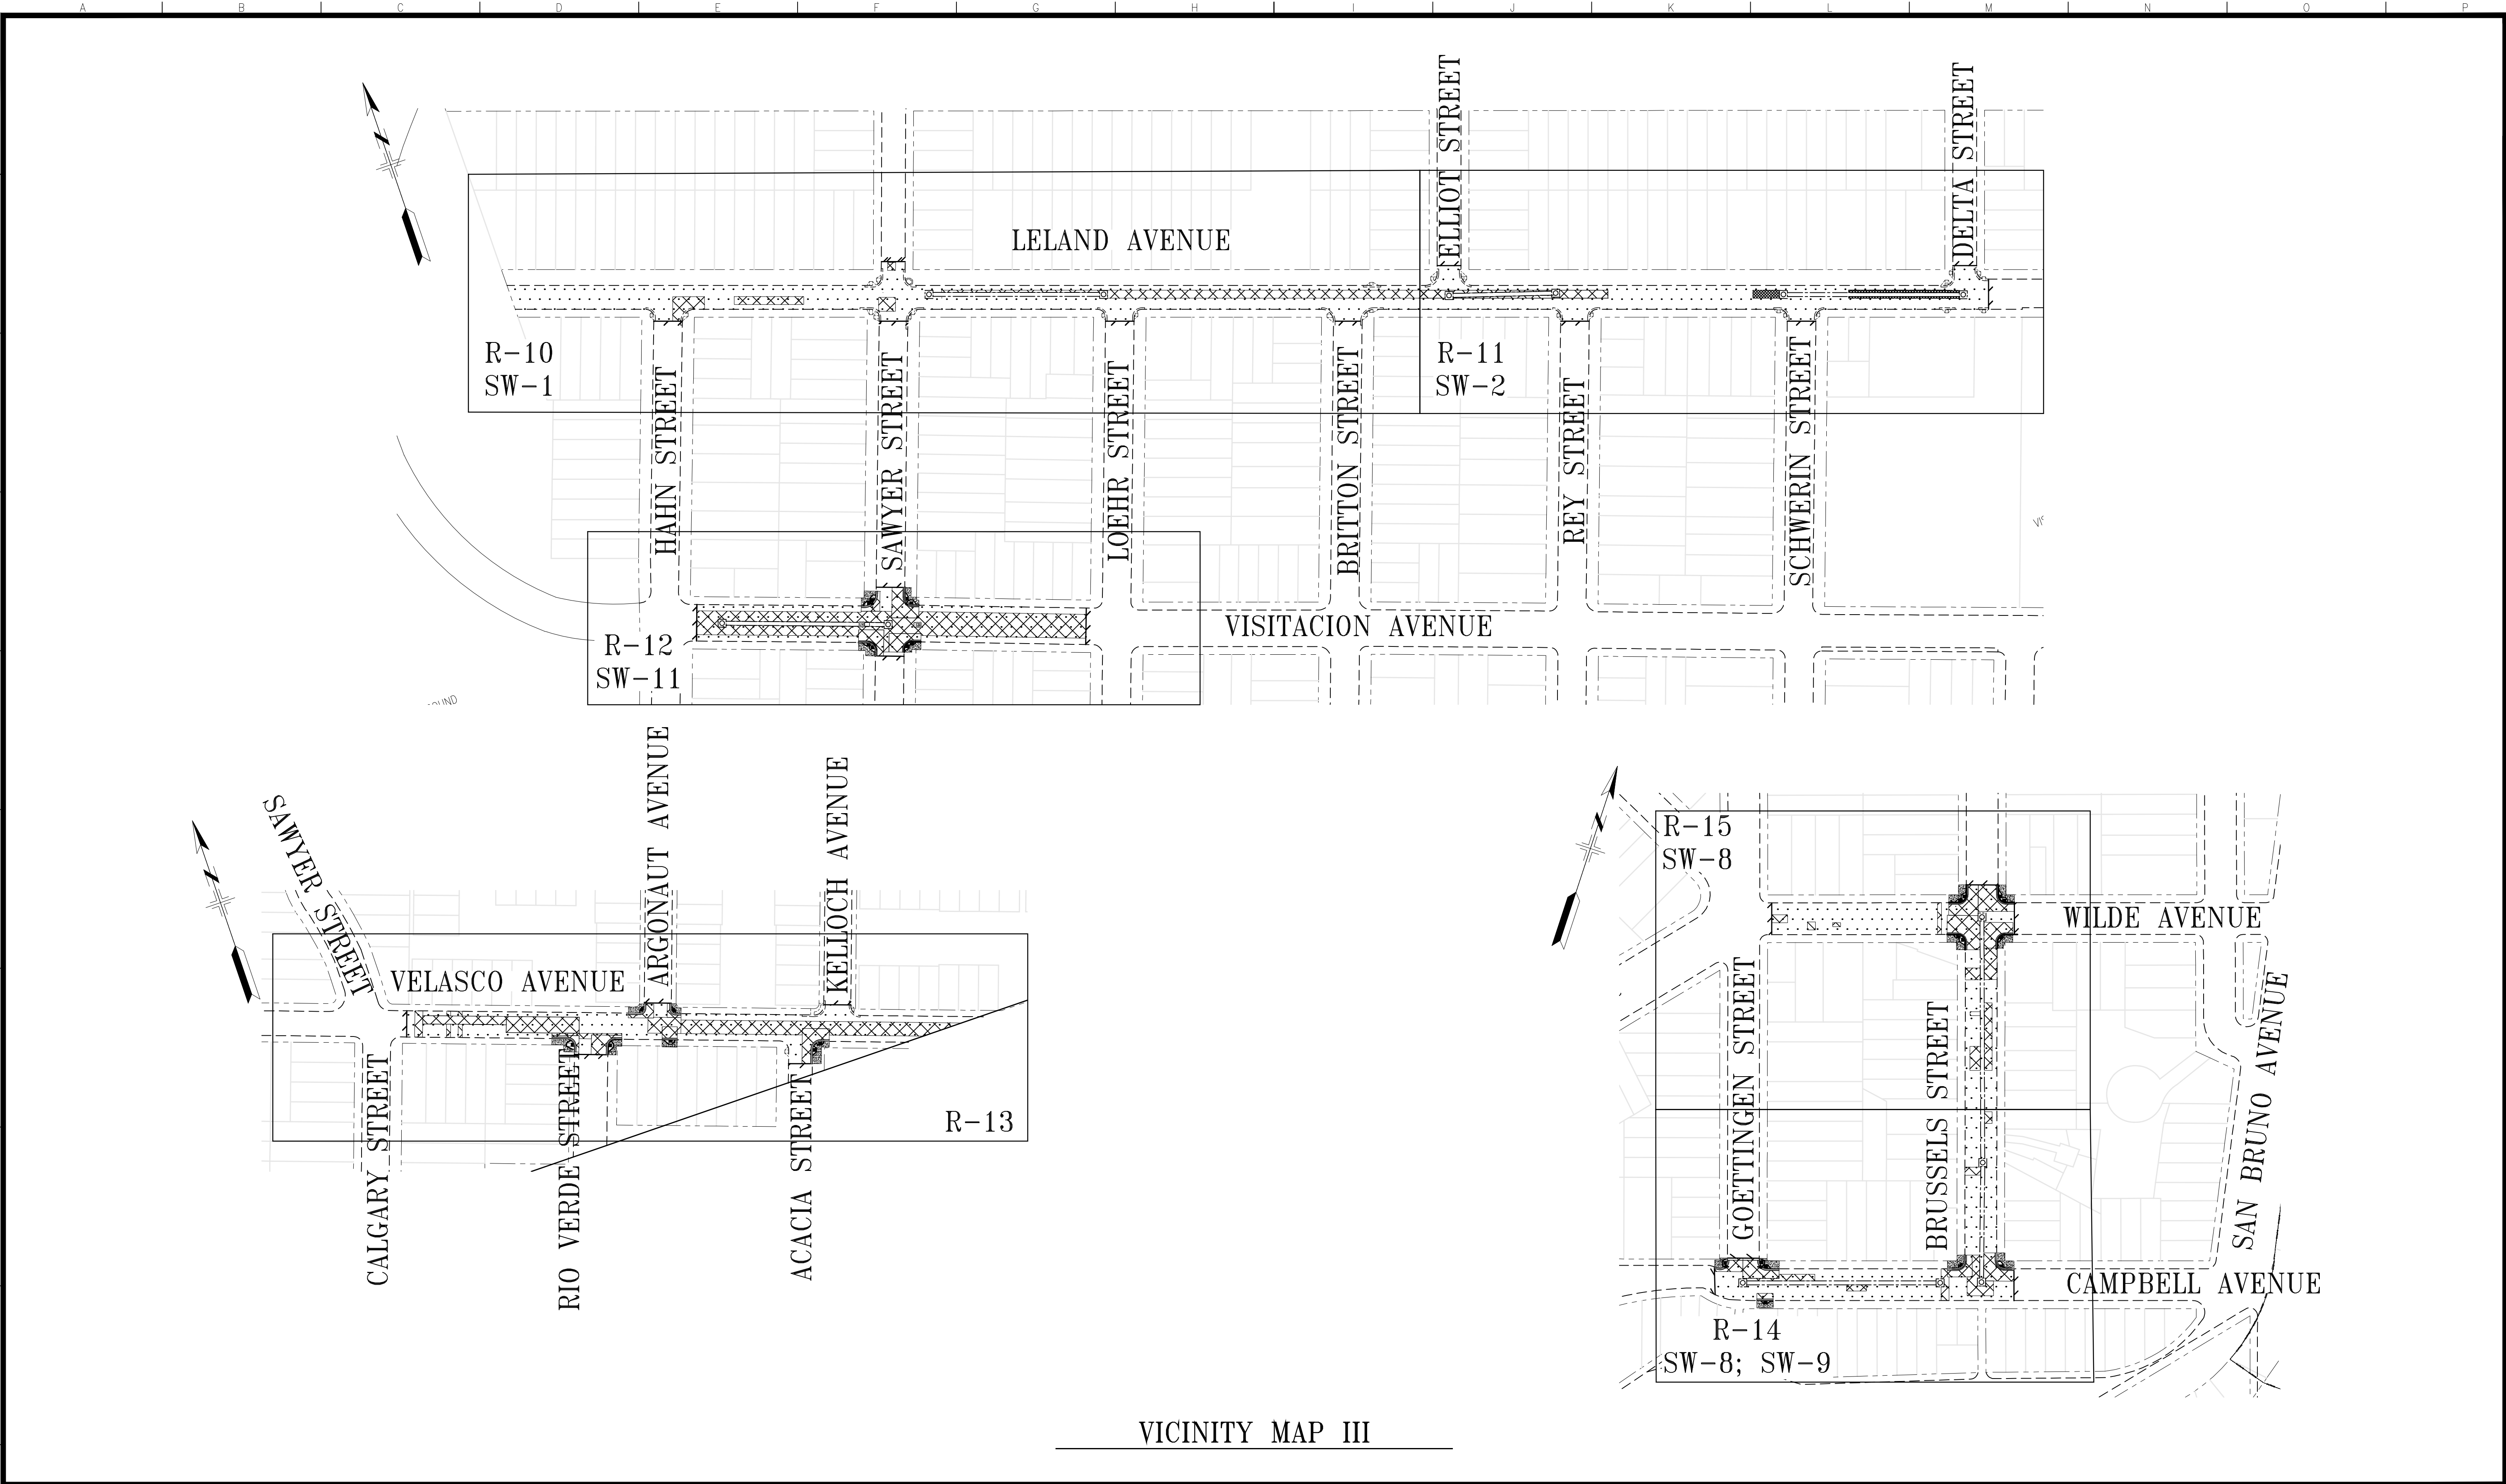 A B C D E F G H I J K L M N O P
ELLIOT STREET
DELTA STREET
LELAND AVENUE
R-10
SW-1
R-11
SW-2
HAHN STREET
SAWYER STREET
LOEHR STREET
BRITTON STREET
REY STREET
SCHWERIN STREET
R-12
SW-11
VISITACION AVENUE
SAWYER STREET
ARGONAUT AVENUE
KELLOCH AVENUE
VELASCO AVENUE
CALGARY STREET
RIO VERDE STREET
ACACIA STREET
R-13
R-15
SW-8
WILDE AVENUE
GOETTINGEN STREET
BRUSSELS STREET
SAN BRUNO AVENUE
CAMPBELL AVENUE
R-14
SW-8; SW-9
VICINITY MAP III